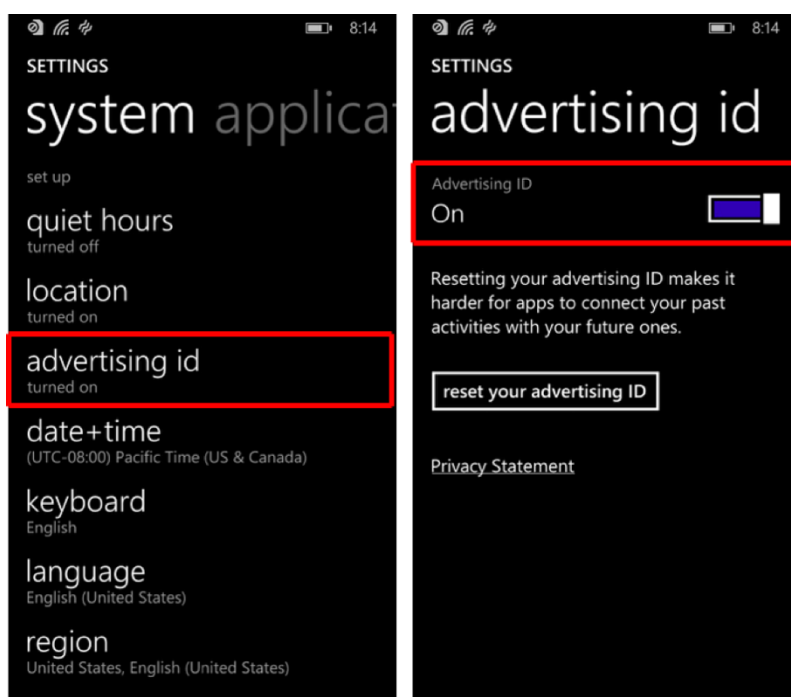 8:14
SETTINGS
system applica
set up
quiet hours
turned off
location
turned on
advertising id
turned on
date+time
(UTC-08:00) Pacific Time (US & Canada)
keyboard
English
language
English (United States)
region
United States, English (United States)
8:14
SETTINGS
advertising id
Advertising ID
On
Resetting your advertising ID makes it
harder for apps to connect your past
activities with your future ones.
reset your advertising ID
Privacy Statement